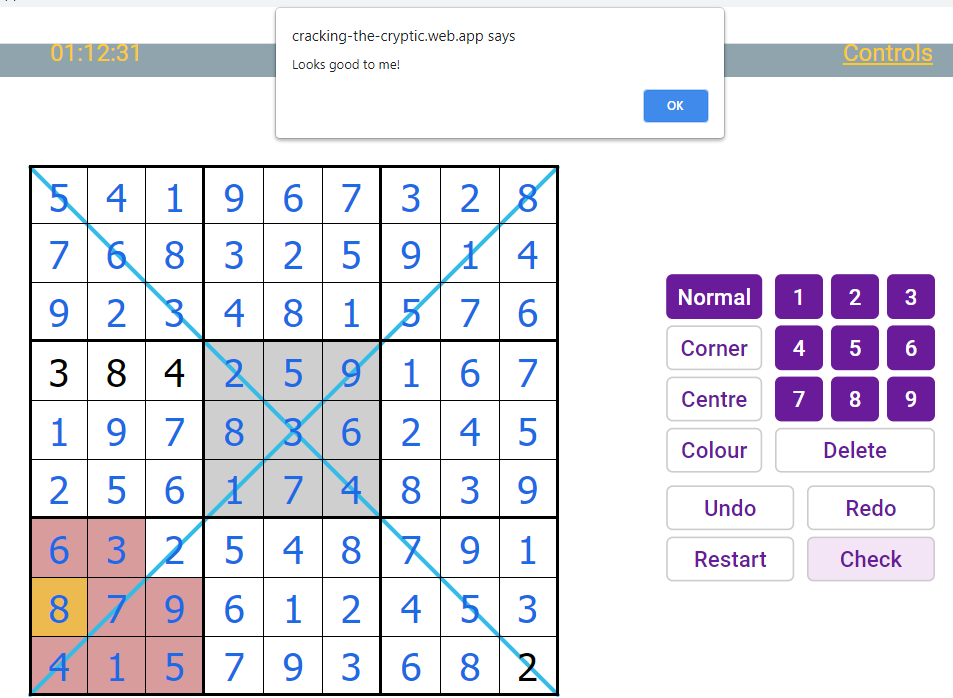 cracking-the-cryptic.web.app says
Looks good to me!
OK
01:12:31
Controls
5 4 1 9 6 7 3 2 8
7 6 8 3 2 5 9 1 4
9 2 3 4 8 1 5 7 6
3 8 4 2 5 9 1 6 7
1 9 7 8 3 6 2 4 5
2 5 6 1 7 4 8 3 9
6 3 2 5 4 8 7 9 1
8 7 9 6 1 2 4 5 3
4 1 5 7 9 3 6 8 2
Normal 1 2 3
Corner 4 5 6
Centre 7 8 9
Colour Delete
Undo Redo
Restart Check